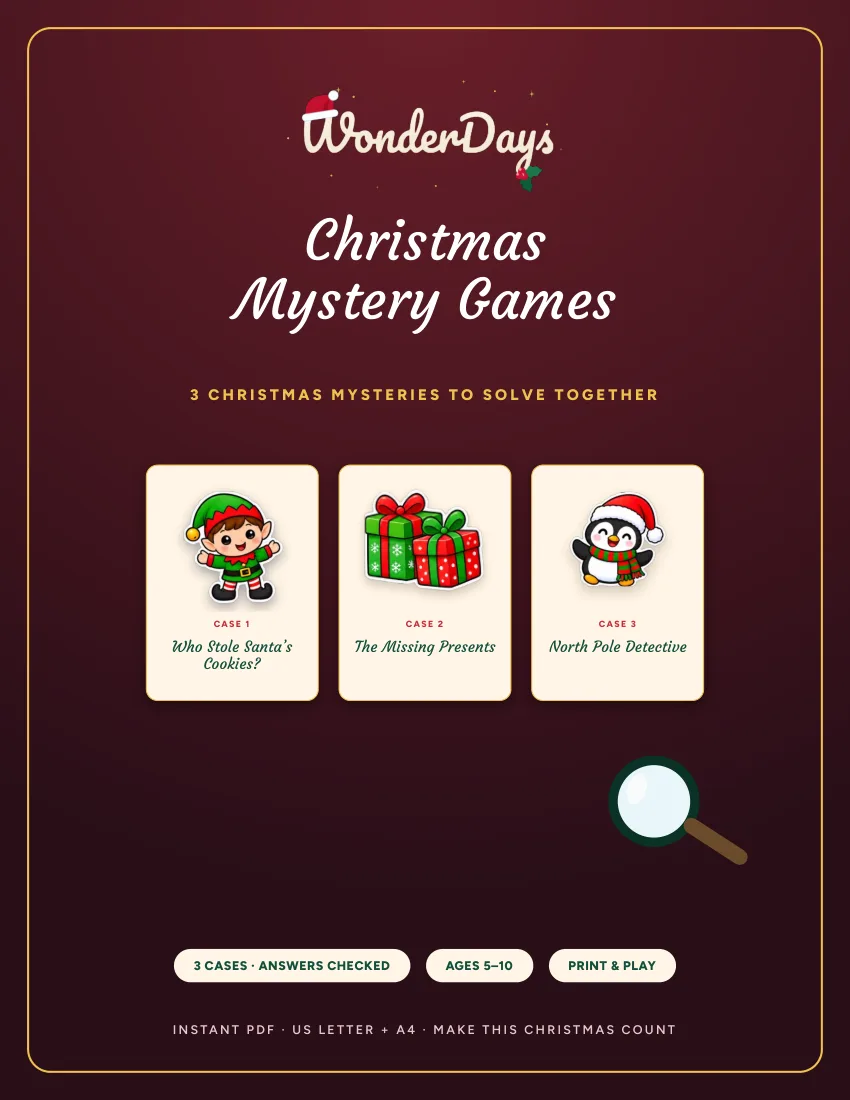 WonderDays
Christmas
Mystery Games
3 CHRISTMAS MYSTERIES TO SOLVE TOGETHER
CASE 1
Who Stole Santa’s
Cookies?
CASE 2
The Missing Presents
CASE 3
North Pole Detective
3 CASES · ANSWERS CHECKED
AGES 5–10
PRINT & PLAY
INSTANT PDF · US LETTER + A4 · MAKE THIS CHRISTMAS COUNT